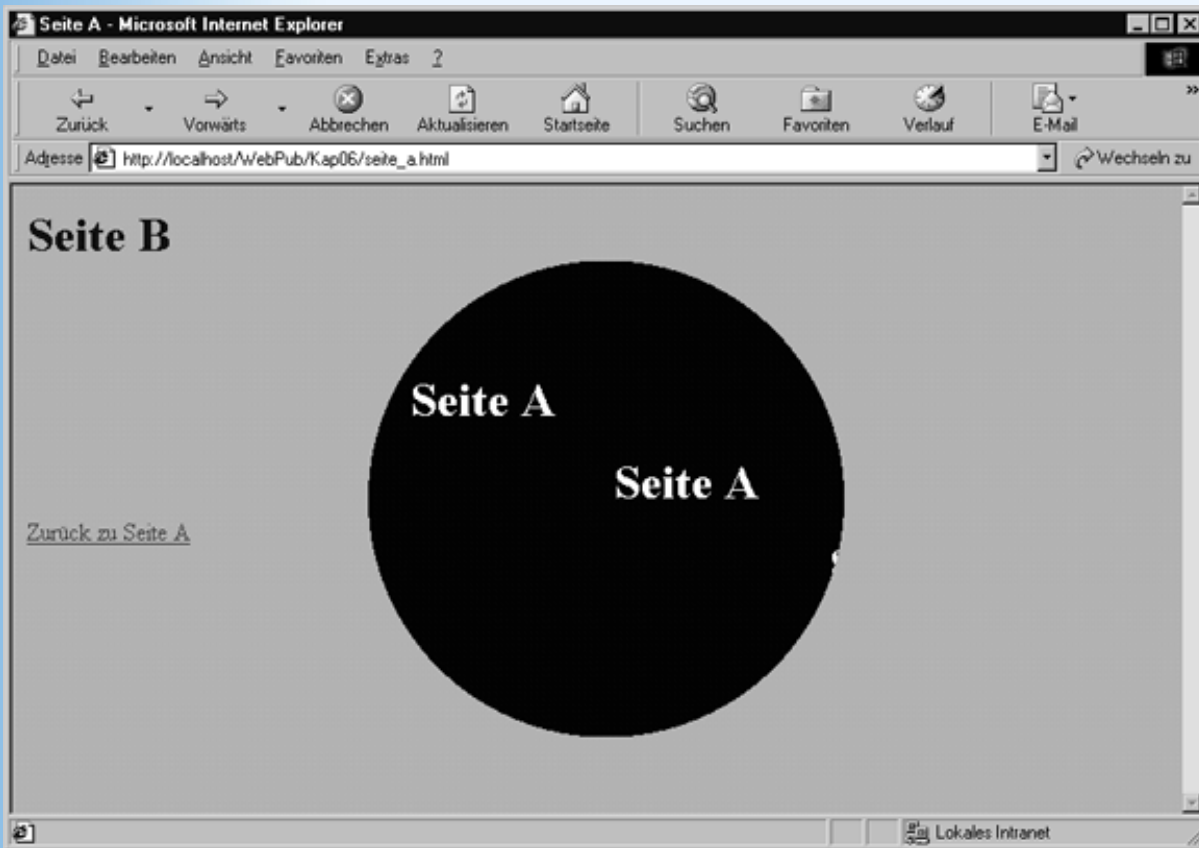 Seite A - Microsoft Internet Explorer
Datei Bearbeiten Ansicht Favoriten Extras ?
Zurück Vorwärts Abbrechen Aktualisieren Startseite Suchen Favoriten Verlauf E-Mail »
Adresse http://localhost/WebPub/Kap06/seite_a.html Wechseln zu
Seite B
Seite A
Seite A
Zurück zu Seite A
Lokales Intranet